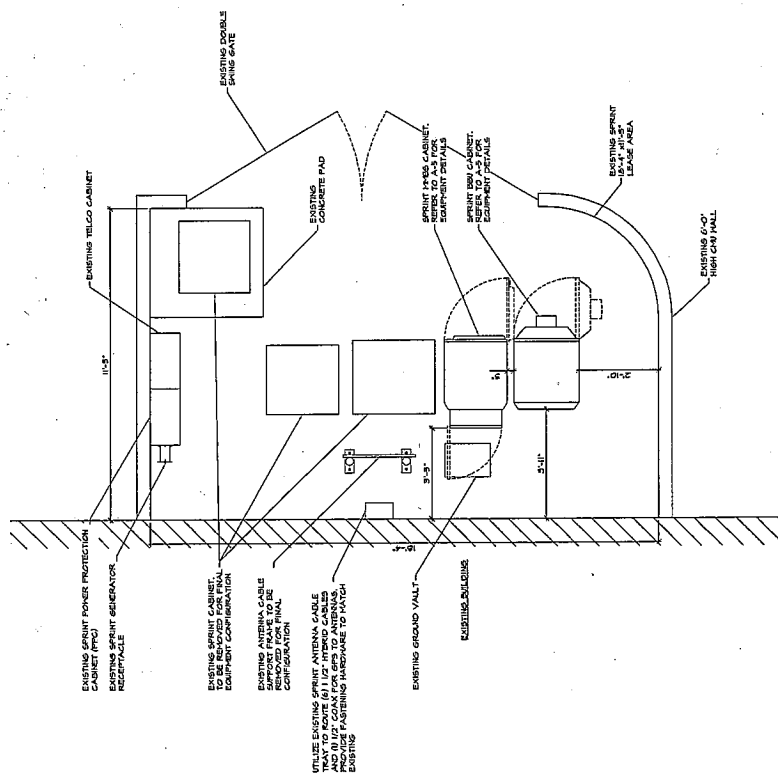 EXISTING SPRINT POWER PROTECTION
CABINET (PPC)
EXISTING SPRINT GENERATOR
RECEPTACLE
EXISTING SPRINT CABINET,
TO BE REMOVED FOR FINAL
EQUIPMENT CONFIGURATION
EXISTING ANTENNA CABLE
SUPPORT FRAME TO BE
REMOVED FOR FINAL
CONFIGURATION
UTILIZE EXISTING SPRINT ANTENNA CABLE
TRAY TO ROUTE (6) 1 1/2" HYBRID CABLES
AND (1) 1/2" COAX FOR GPS TO ANTENNAS.
PROVIDE FASTENING HARDWARE TO MATCH
EXISTING
EXISTING GROUND VAULT
EXISTING BUILDING
EXISTING TELCO CABINET
EXISTING DOUBLE
SWING GATE
EXISTING
CONCRETE PAD
SPRINT MMBS CABINET.
REFER TO A-5 FOR
EQUIPMENT DETAILS
SPRINT BBU CABINET.
REFER TO A-5 FOR
EQUIPMENT DETAILS
EXISTING SPRINT
18'-4" x11'-5"
LEASE AREA
EXISTING 6'-0"
HIGH CMU WALL
11'-5"
18'-4"
3'-5"
3'-11"
2'-10"